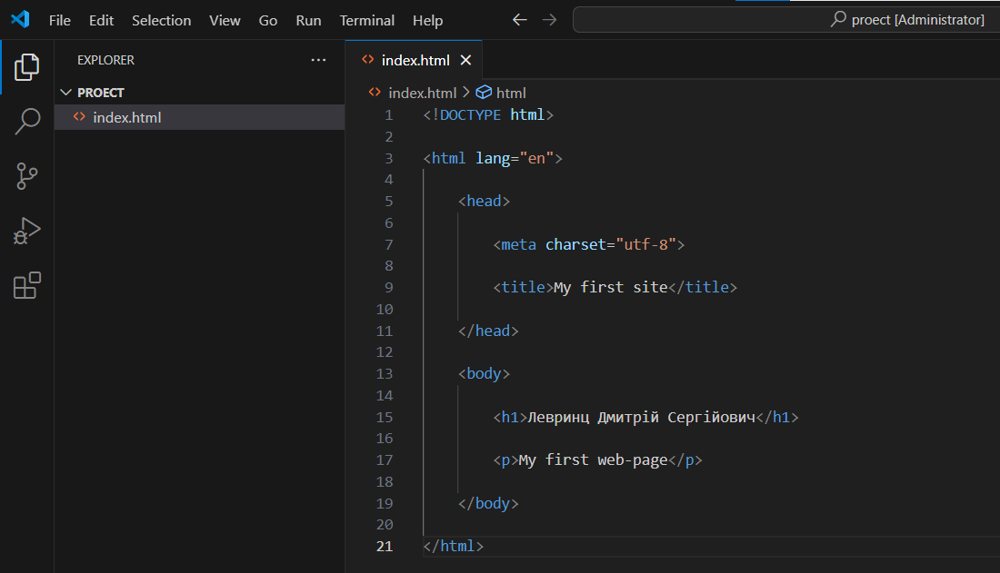 File Edit Selection View Go Run Terminal Help
proect [Administrator]
EXPLORER
PROECT
index.html
index.html
index.html > html
1 <!DOCTYPE html>
2
3 <html lang="en">
4
5 <head>
6
7 <meta charset="utf-8">
8
9 <title>My first site</title>
10
11 </head>
12
13 <body>
14
15 <h1>Левринц Дмитрій Сергійович</h1>
16
17 <p>My first web-page</p>
18
19 </body>
20
21 </html>